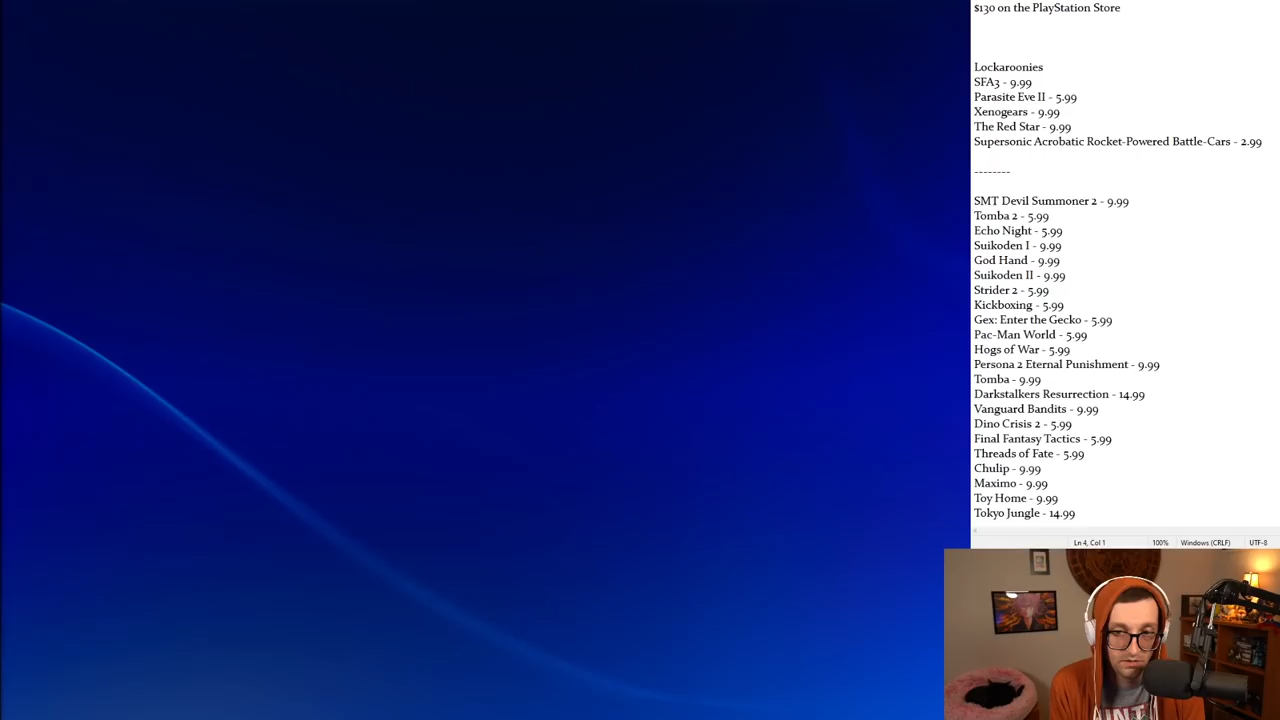 $130 on the PlayStation Store
Lockaroonies
SFA3 - 9.99
Parasite Eve II - 5.99
Xenogears - 9.99
The Red Star - 9.99
Supersonic Acrobatic Rocket-Powered Battle-Cars - 2.99
--------
SMT Devil Summoner 2 - 9.99
Tomba 2 - 5.99
Echo Night - 5.99
Suikoden I - 9.99
God Hand - 9.99
Suikoden II - 9.99
Strider 2 - 5.99
Kickboxing - 5.99
Gex: Enter the Gecko - 5.99
Pac-Man World - 5.99
Hogs of War - 5.99
Persona 2 Eternal Punishment - 9.99
Tomba - 9.99
Darkstalkers Resurrection - 14.99
Vanguard Bandits - 9.99
Dino Crisis 2 - 5.99
Final Fantasy Tactics - 5.99
Threads of Fate - 5.99
Chulip - 9.99
Maximo - 9.99
Toy Home - 9.99
Tokyo Jungle - 14.99
Ln 4, Col 1 100% Windows (CRLF) UTF-8